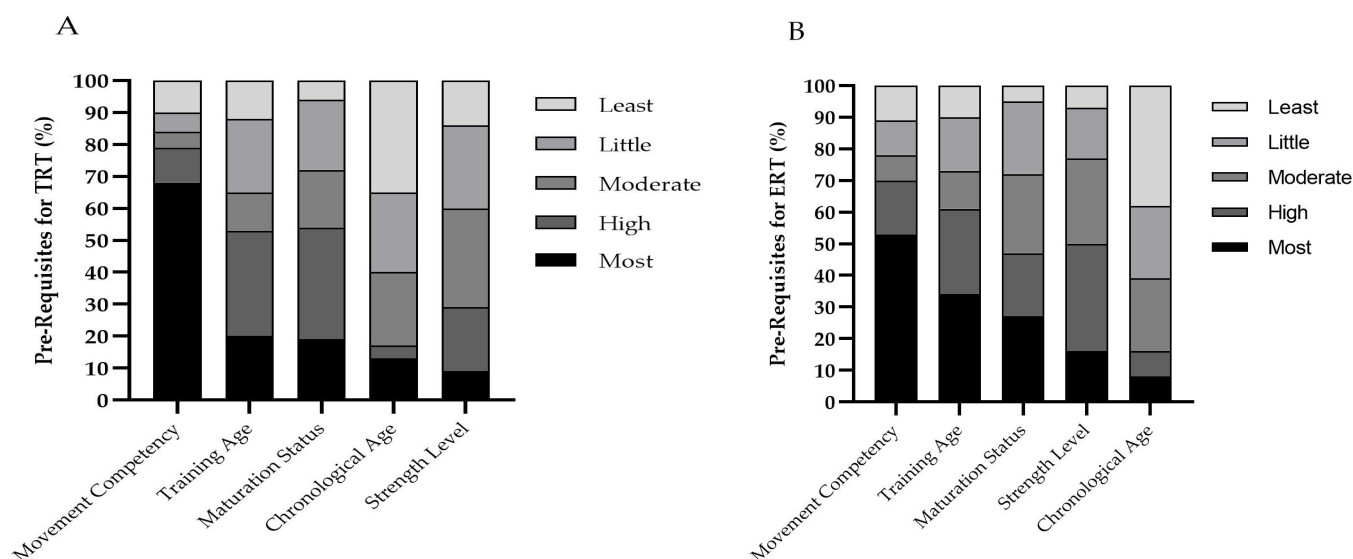 A
Pre-Requisites for TRT (%)
100
90
80
70
60
50
40
30
20
10
0
Movement Competency
Training Age
Maturation Status
Chronological Age
Strength Level
Least
Little
Moderate
High
Most
B
Pre-Requisites for ERT (%)
100
90
80
70
60
50
40
30
20
10
0
Movement Competency
Training Age
Maturation Status
Strength Level
Chronological Age
Least
Little
Moderate
High
Most